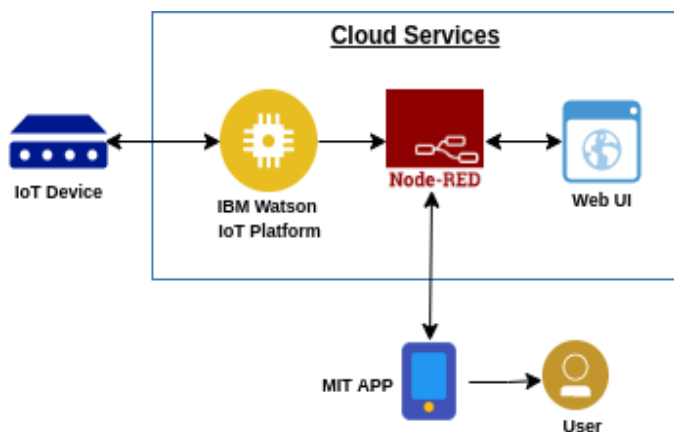 Cloud Services
IoT Device
IBM Watson
IoT Platform
Node-RED
Web UI
MIT APP
User